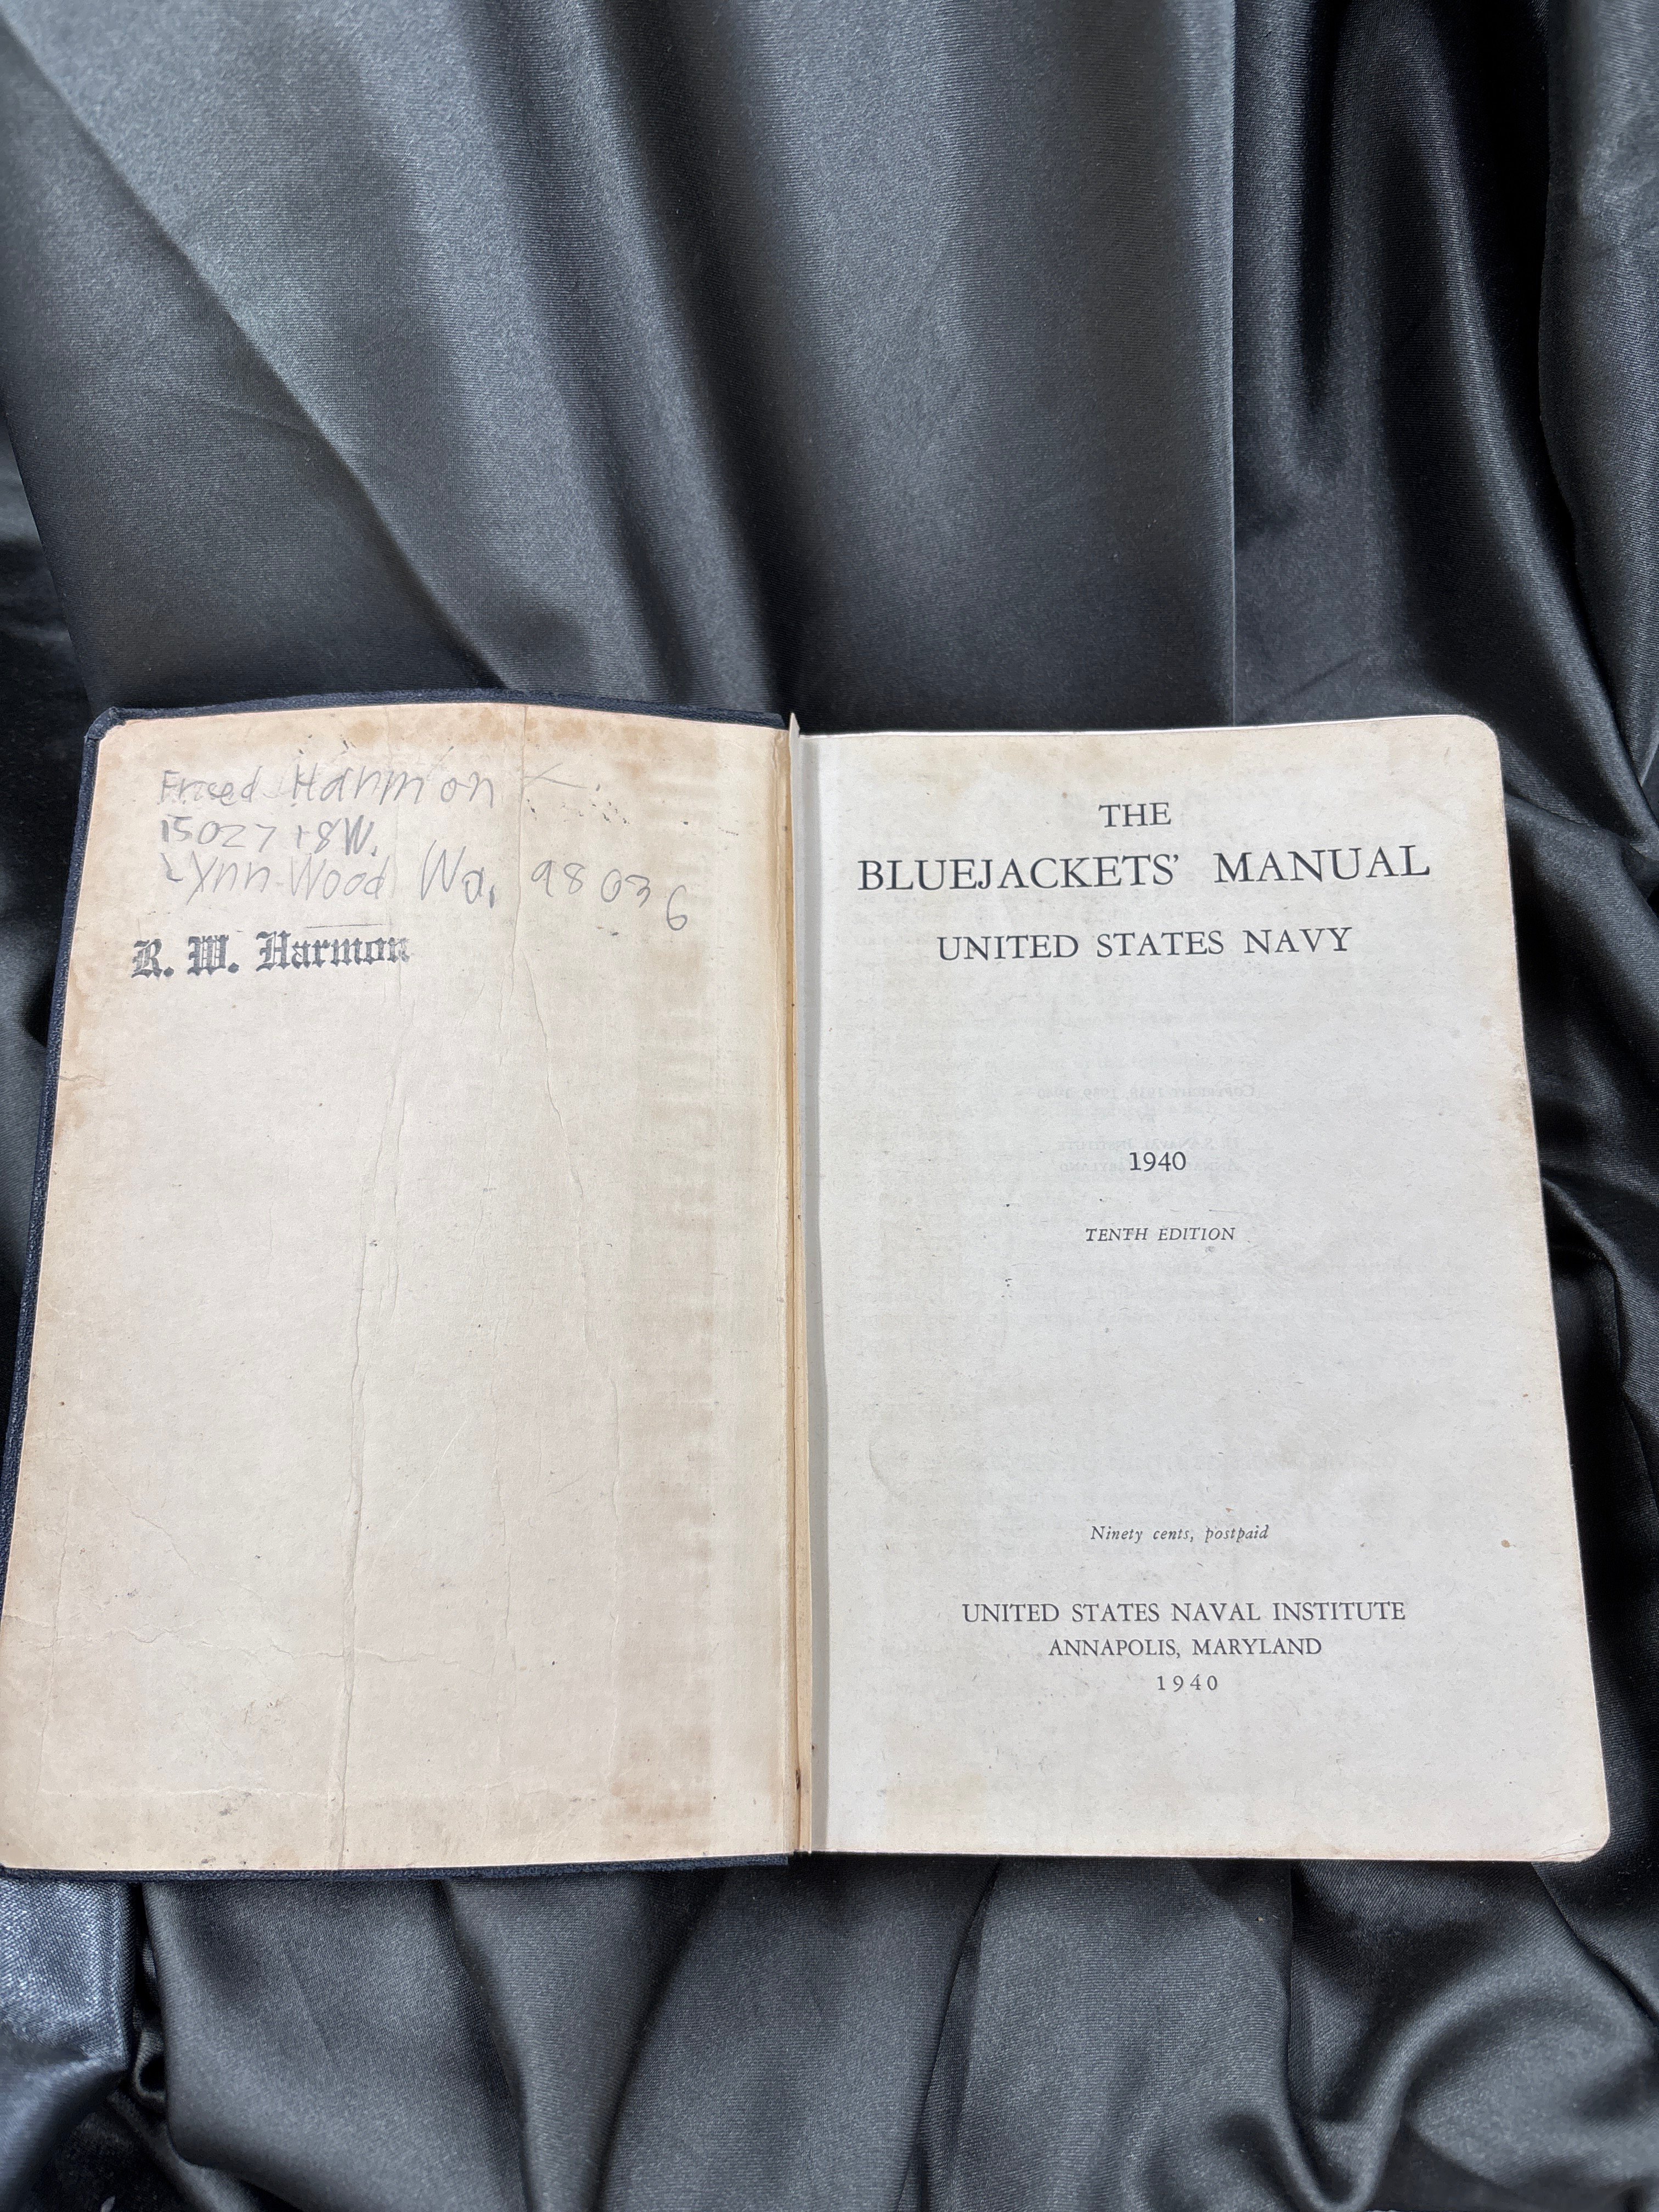 Harmon
15027 18W.
Lynn Wood Wa, 98036
R. W. Harmon
THE
BLUEJACKETS' MANUAL
UNITED STATES NAVY
1940
TENTH EDITION
Ninety cents, postpaid
UNITED STATES NAVAL INSTITUTE
ANNAPOLIS, MARYLAND
1940